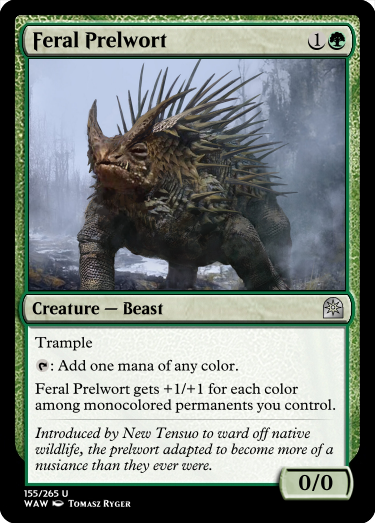 Feral Prelwort 1
Creature — Beast
Trample
: Add one mana of any color.
Feral Prelwort gets +1/+1 for each color
among monocolored permanents you control.
Introduced by New Tensuo to ward off native
wildlife, the prelwort adapted to become more of a
nusiance than they ever were.
0/0
155/265 U
WAW Tomasz Ryger